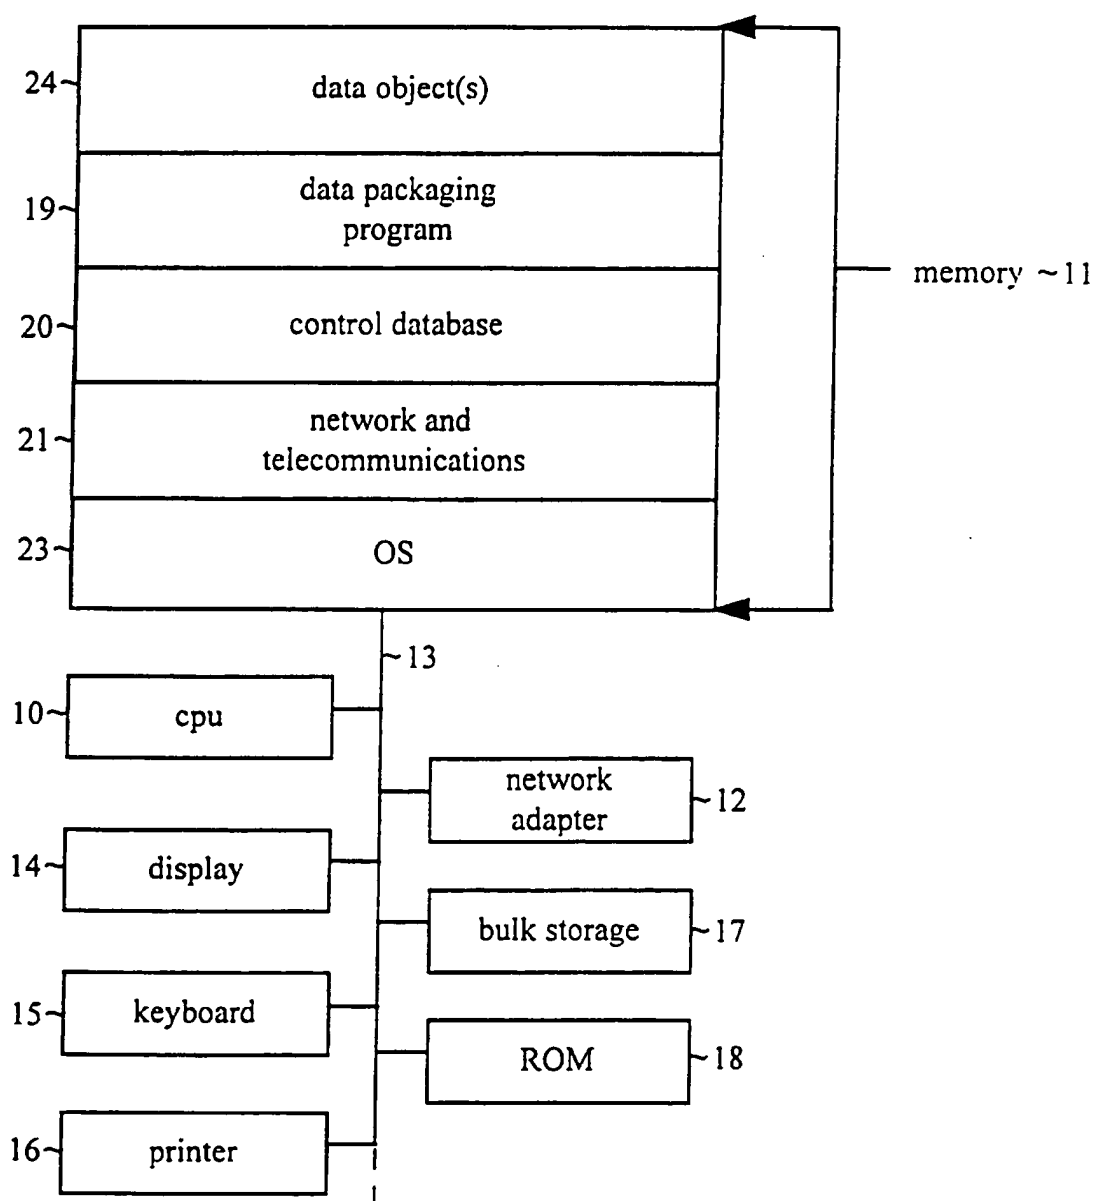 24~ data object(s)
19~ data packaging
program
memory ~11
20~ control database
21~ network and
telecommunications
23~ OS
~13
10~ cpu
network
adapter ~12
14~ display
bulk storage ~17
15~ keyboard
ROM ~18
16~ printer